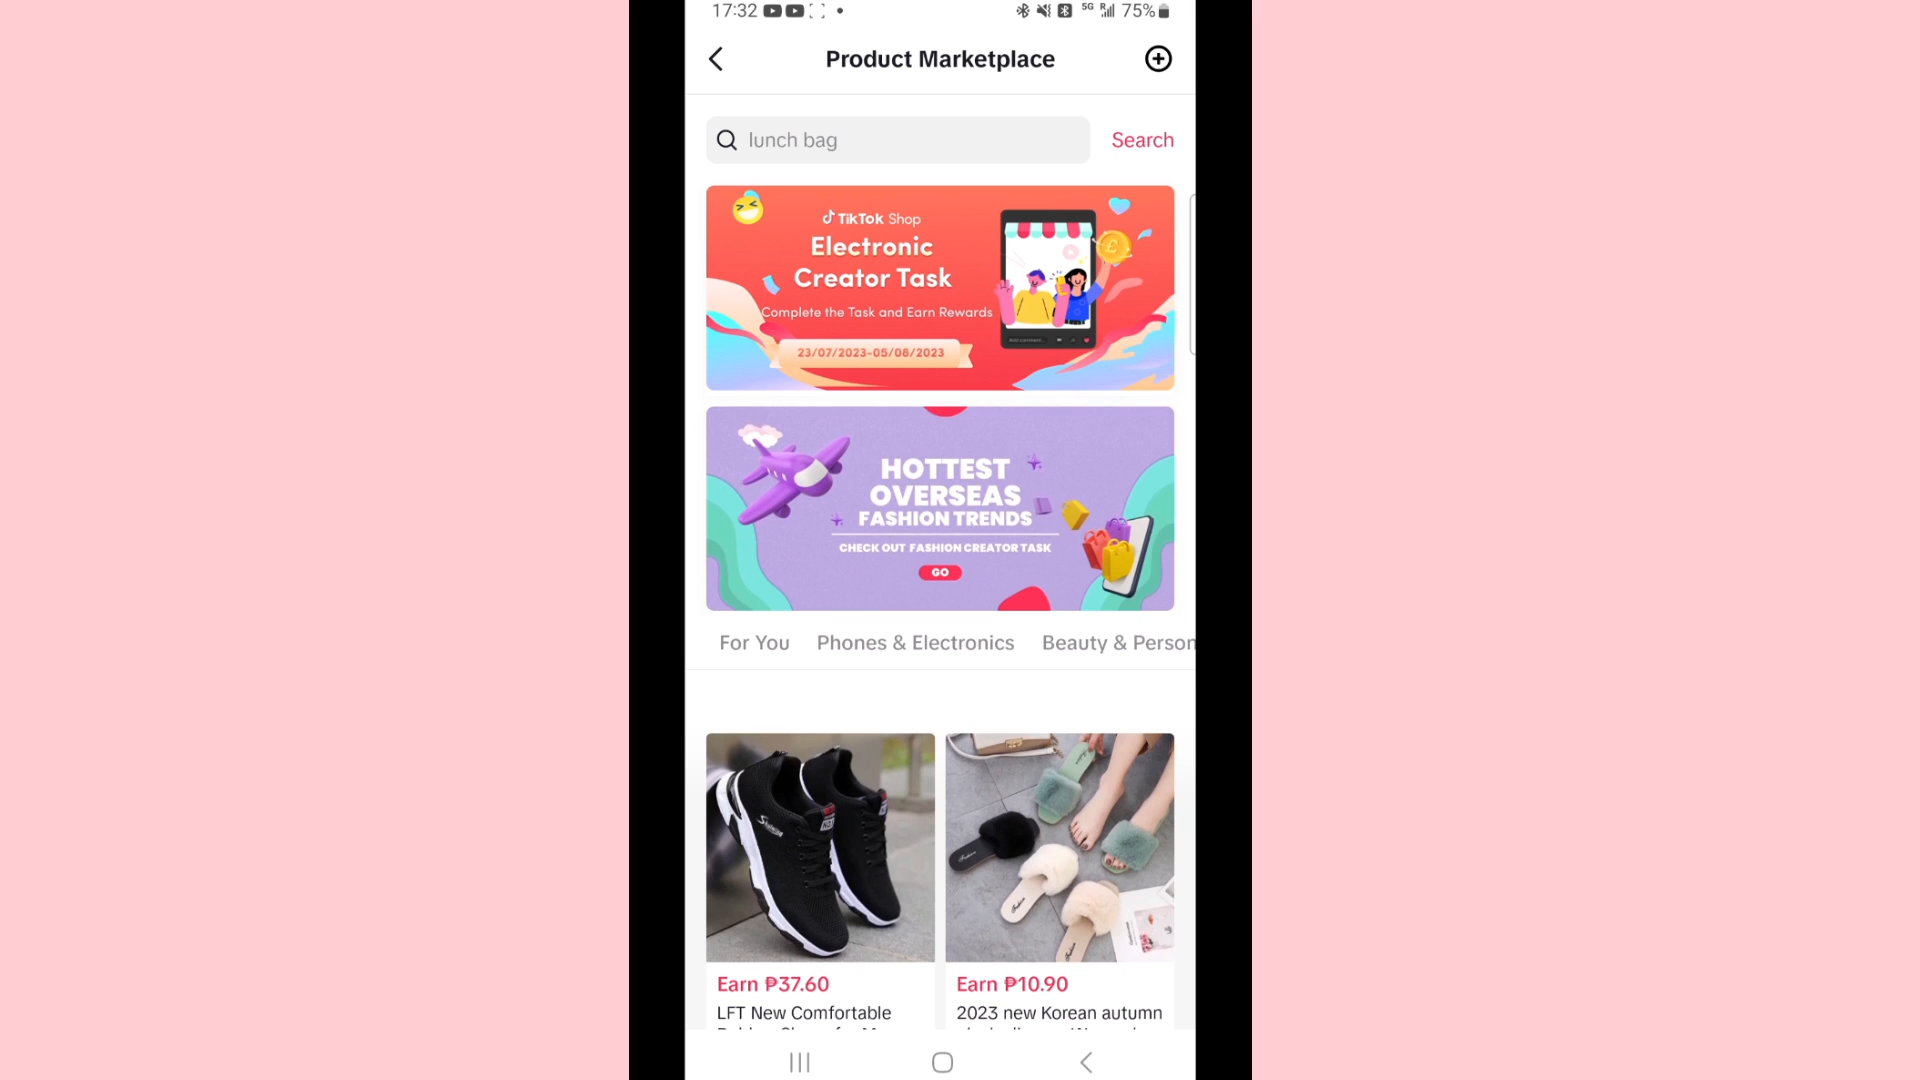 17:32
5G R 75%
Product Marketplace
lunch bag
Search
TikTok Shop
Electronic
Creator Task
Complete the Task and Earn Rewards
23/07/2023-05/08/2023
HOTTEST
OVERSEAS
FASHION TRENDS
CHECK OUT FASHION CREATOR TASK
GO
For You
Phones & Electronics
Beauty & Person
Earn ₱37.60
LFT New Comfortable
Earn ₱10.90
2023 new Korean autumn